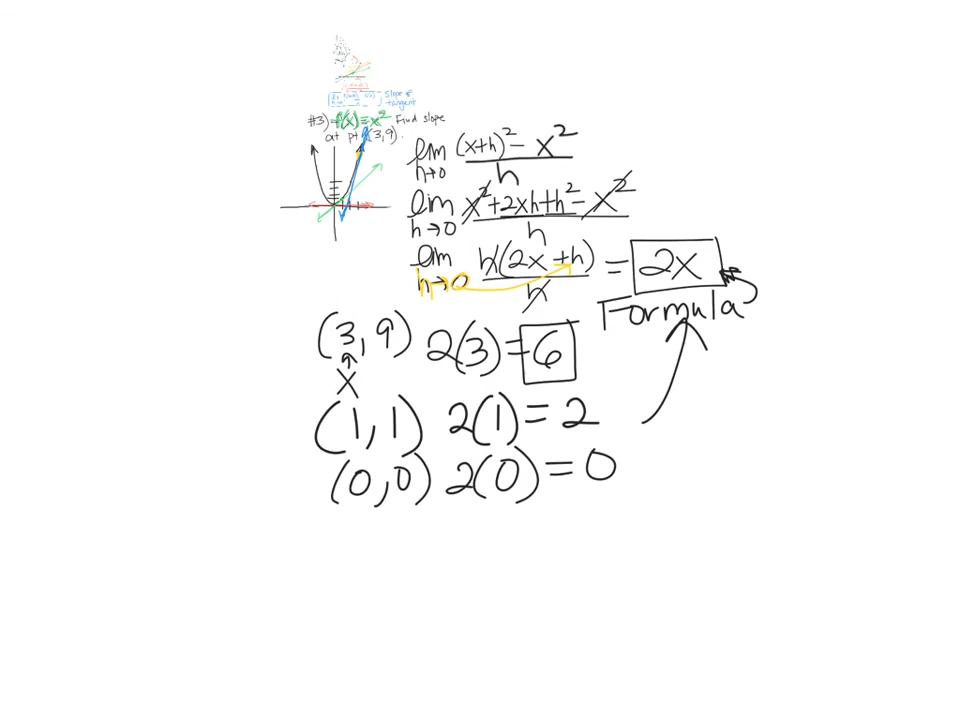 Slope of
tangent
#3) f(x)=x² Find slope
at pt (3,9).
lim h→0 (x+h)² - x² / h
lim h→0 x² + 2xh + h² - x² / h
lim h→0 h(2x + h) / h = 2x
Formula
(3, 9) 2(3) = 6
x
(1, 1) 2(1) = 2
(0, 0) 2(0) = 0